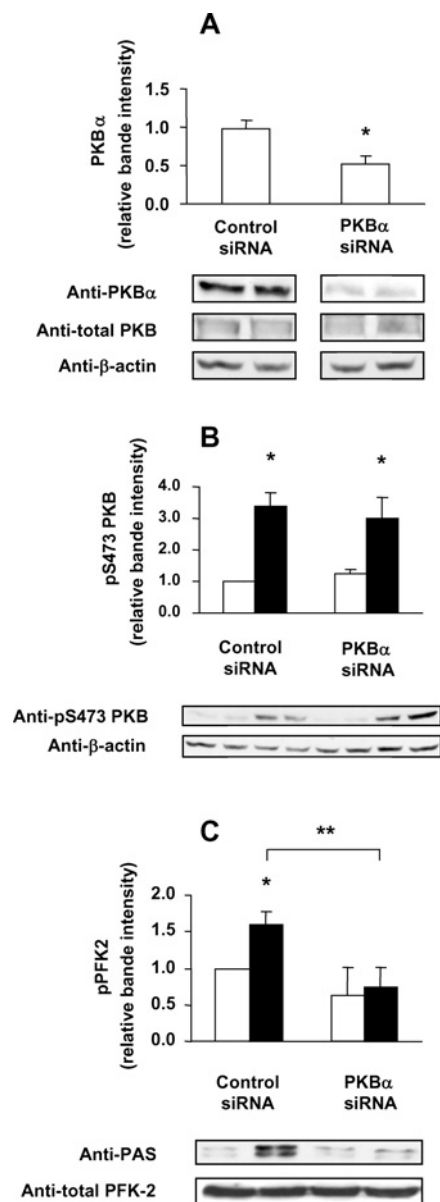 A
PKBα
(relative bande intensity)
1.5
1.0
0.5
0.0
*
Control
siRNA
PKBα
siRNA
Anti-PKBα
Anti-total PKB
Anti-β-actin
B
pS473 PKB
(relative bande intensity)
4.0
3.0
2.0
1.0
0.0
*
*
Control
siRNA
PKBα
siRNA
Anti-pS473 PKB
Anti-β-actin
C
**
pPFK2
(relative bande intensity)
2.0
1.5
1.0
0.5
0.0
*
Control
siRNA
PKBα
siRNA
Anti-PAS
Anti-total PFK-2